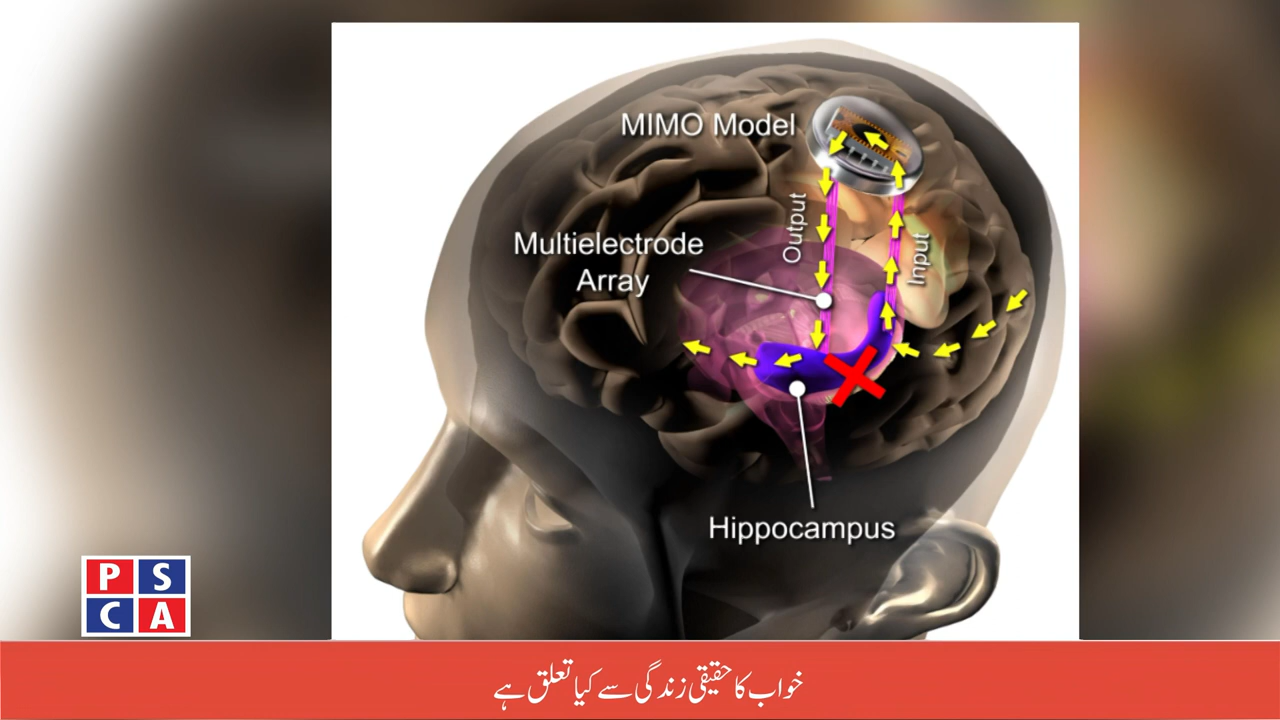 MIMO Model
Output
Input
Multielectrode
Array
Hippocampus
P S
C A
خواب کا حقیقی زندگی سے کیا تعلق ہے